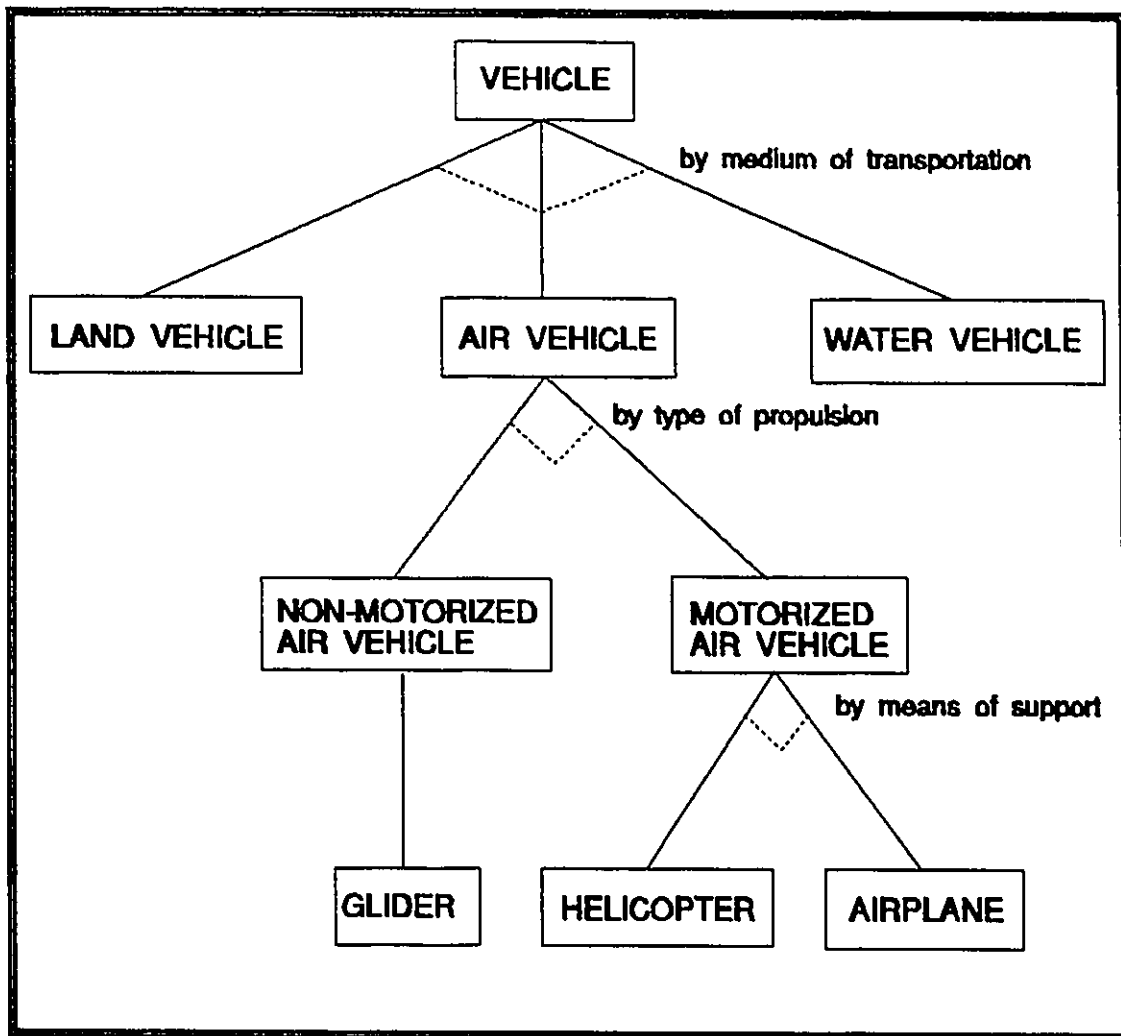 VEHICLE
by medium of transportation
LAND VEHICLE
AIR VEHICLE
WATER VEHICLE
by type of propulsion
NON-MOTORIZED
AIR VEHICLE
MOTORIZED
AIR VEHICLE
by means of support
GLIDER
HELICOPTER
AIRPLANE